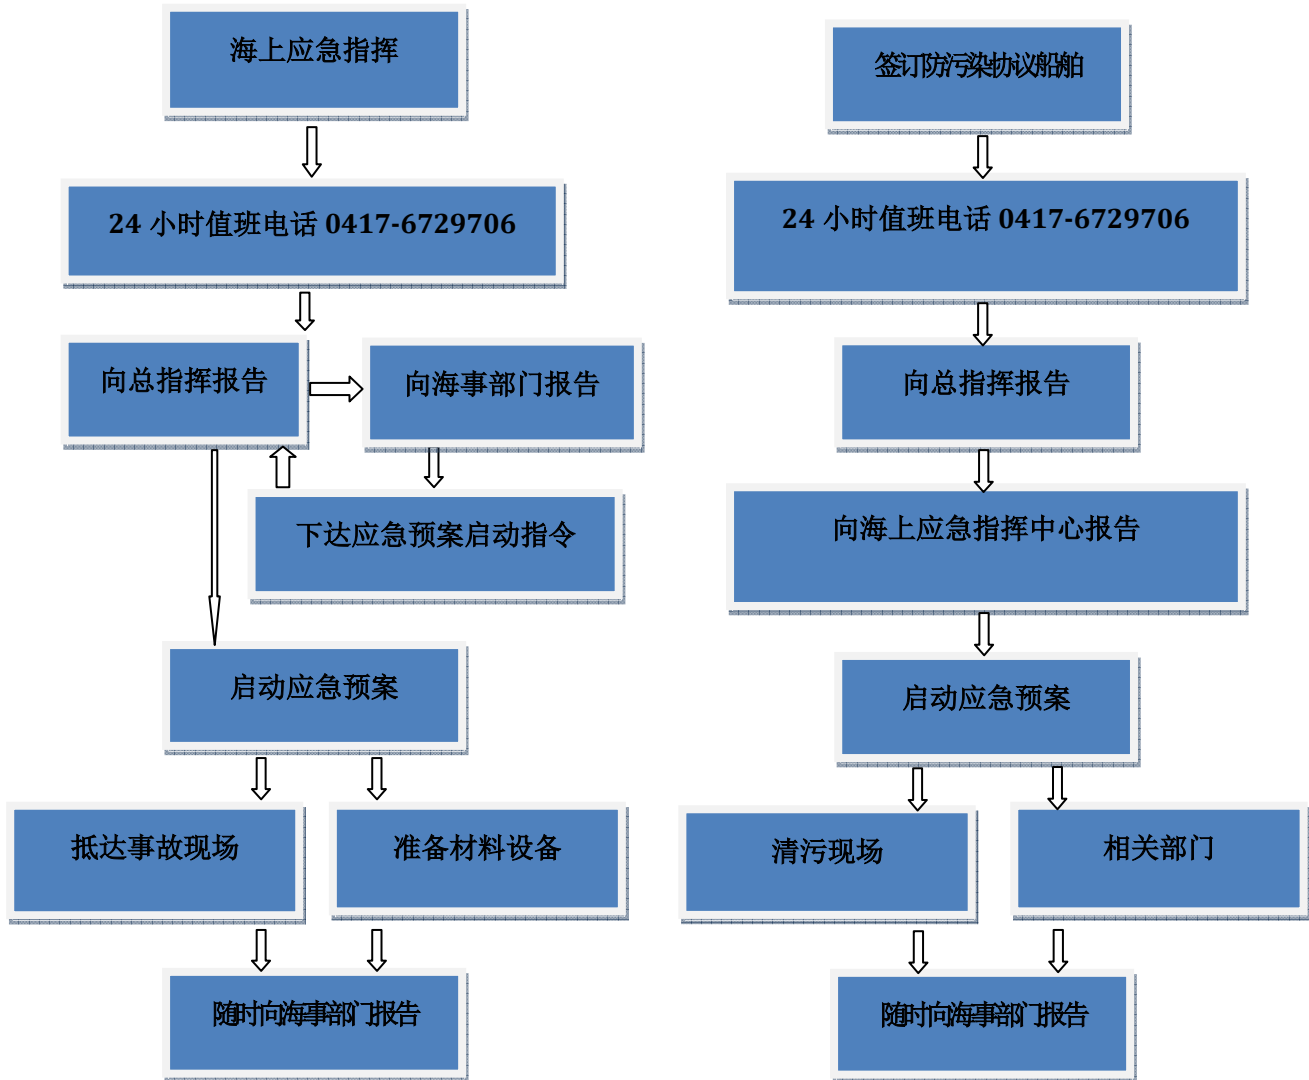 海上应急指挥
24 小时值班电话 0417-6729706
向总指挥报告
向海事部门报告
下达应急预案启动指令
启动应急预案
抵达事故现场
准备材料设备
随时向海事部门报告
签订防污染协议船舶
24 小时值班电话 0417-6729706
向总指挥报告
向海上应急指挥中心报告
启动应急预案
清污现场
相关部门
随时向海事部门报告